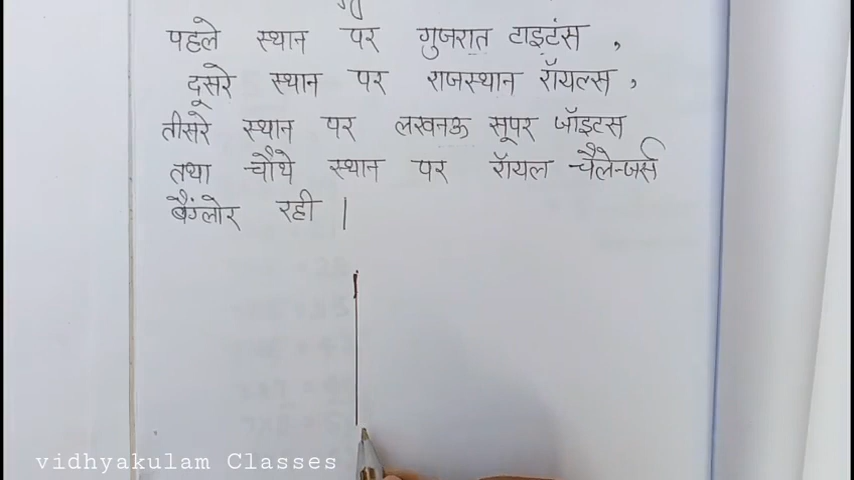 पहले स्थान पर गुजरात टाइटंस ,
दूसरे स्थान पर राजस्थान रॉयल्स ,
तीसरे स्थान पर लखनऊ सूपर जॉइटस
तथा चौथे स्थान पर रॉयल चैलेन्जर्स
बैंग्लोर रही |
vidhyakulam Classes